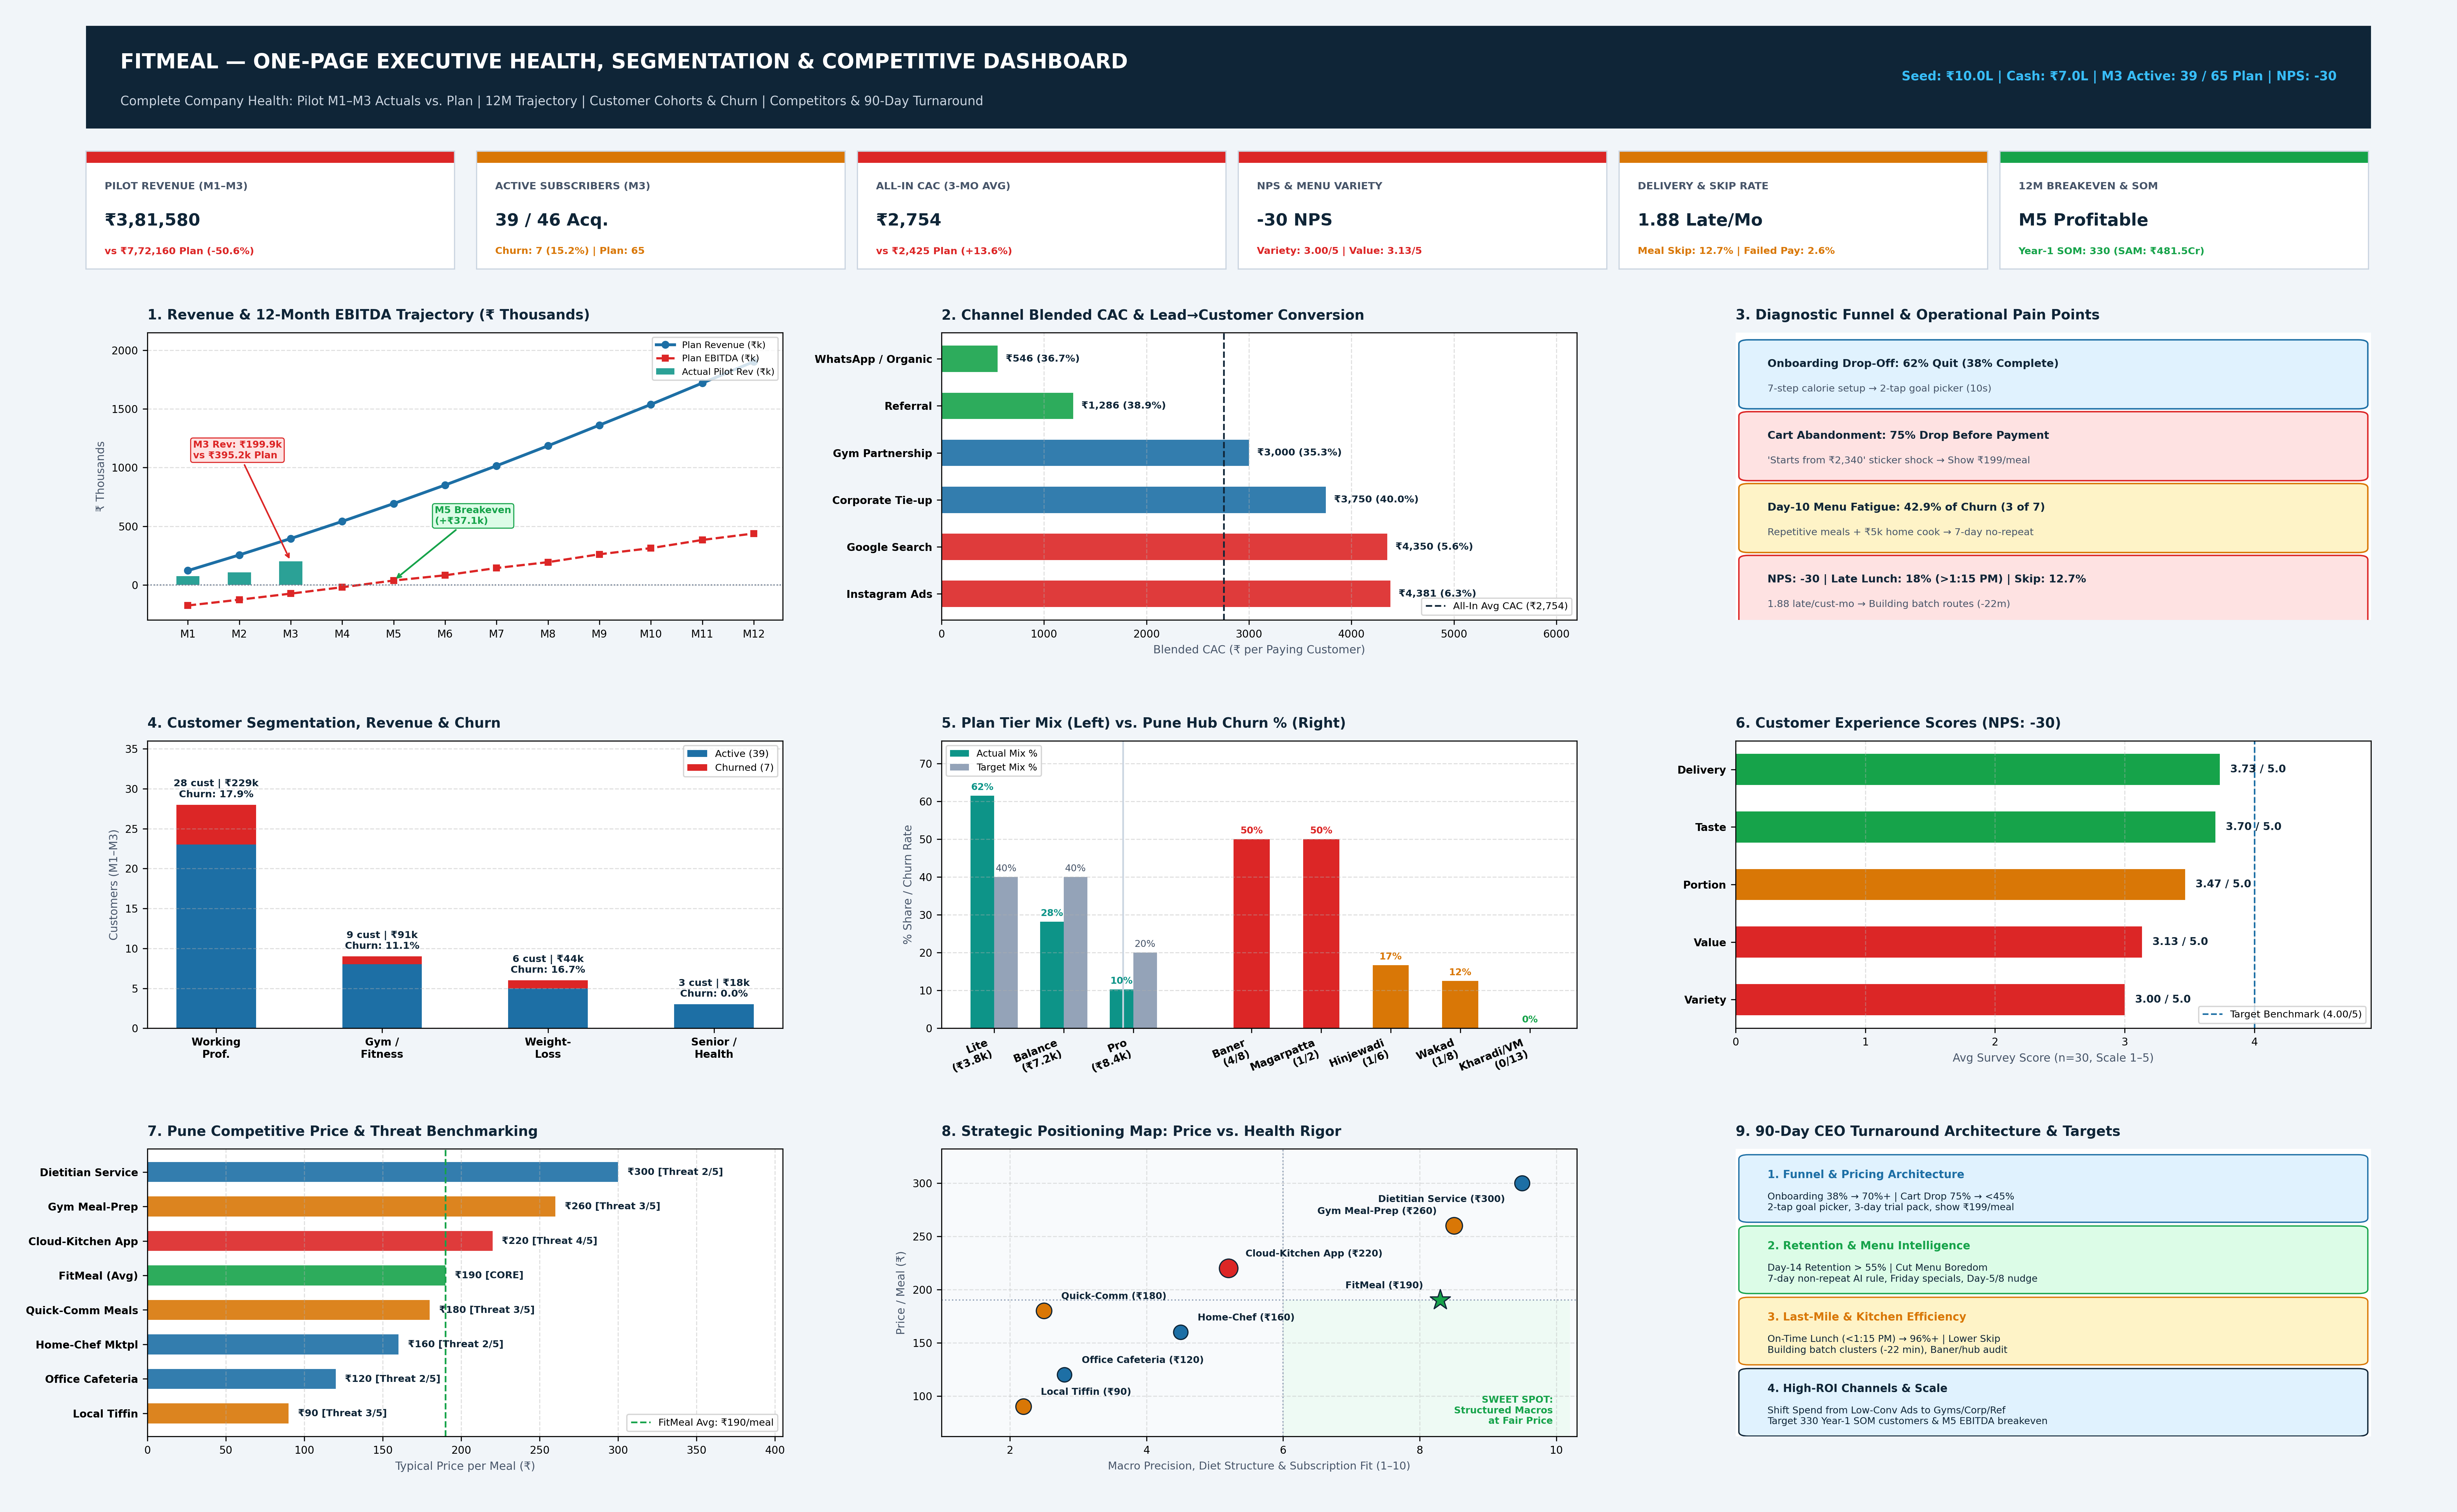 FITMEAL — ONE-PAGE EXECUTIVE HEALTH, SEGMENTATION & COMPETITIVE DASHBOARD
Complete Company Health: Pilot M1–M3 Actuals vs. Plan | 12M Trajectory | Customer Cohorts & Churn | Competitors & 90-Day Turnaround
Seed: ₹10.0L | Cash: ₹7.0L | M3 Active: 39 / 65 Plan | NPS: -30
PILOT REVENUE (M1–M3)
₹3,81,580
vs ₹7,72,160 Plan (-50.6%)
ACTIVE SUBSCRIBERS (M3)
39 / 46 Acq.
Churn: 7 (15.2%) | Plan: 65
ALL-IN CAC (3-MO AVG)
₹2,754
vs ₹2,425 Plan (+13.6%)
NPS & MENU VARIETY
-30 NPS
Variety: 3.00/5 | Value: 3.13/5
DELIVERY & SKIP RATE
1.88 Late/Mo
Meal Skip: 12.7% | Failed Pay: 2.6%
12M BREAKEVEN & SOM
M5 Profitable
Year-1 SOM: 330 (SAM: ₹481.5Cr)
1. Revenue & 12-Month EBITDA Trajectory (₹ Thousands)
Plan Revenue (₹k)
Plan EBITDA (₹k)
Actual Pilot Rev (₹k)
M3 Rev: ₹199.9k
vs ₹395.2k Plan
M5 Breakeven
(+₹37.1k)
₹ Thousands
2000
1500
1000
500
0
M1 M2 M3 M4 M5 M6 M7 M8 M9 M10 M11 M12
2. Channel Blended CAC & Lead→Customer Conversion
WhatsApp / Organic
₹546 (36.7%)
Referral
₹1,286 (38.9%)
Gym Partnership
₹3,000 (35.3%)
Corporate Tie-up
₹3,750 (40.0%)
Google Search
₹4,350 (5.6%)
Instagram Ads
₹4,381 (6.3%)
All-In Avg CAC (₹2,754)
0 1000 2000 3000 4000 5000 6000
Blended CAC (₹ per Paying Customer)
3. Diagnostic Funnel & Operational Pain Points
Onboarding Drop-Off: 62% Quit (38% Complete)
7-step calorie setup → 2-tap goal picker (10s)
Cart Abandonment: 75% Drop Before Payment
'Starts from ₹2,340' sticker shock → Show ₹199/meal
Day-10 Menu Fatigue: 42.9% of Churn (3 of 7)
Repetitive meals + ₹5k home cook → 7-day no-repeat
NPS: -30 | Late Lunch: 18% (>1:15 PM) | Skip: 12.7%
1.88 late/cust-mo → Building batch routes (-22m)
4. Customer Segmentation, Revenue & Churn
Active (39)
Churned (7)
28 cust | ₹229k
Churn: 17.9%
9 cust | ₹91k
Churn: 11.1%
6 cust | ₹44k
Churn: 16.7%
3 cust | ₹18k
Churn: 0.0%
Customers (M1–M3)
35
30
25
20
15
10
5
0
Working
Prof.
Gym /
Fitness
Weight-
Loss
Senior /
Health
5. Plan Tier Mix (Left) vs. Pune Hub Churn % (Right)
Actual Mix %
Target Mix %
% Share / Churn Rate
70
60
50
40
30
20
10
0
62%
40%
28%
40%
10%
20%
50%
50%
17%
12%
0%
Lite
(₹3.8k)
Balance
(₹7.2k)
Pro
(₹8.4k)
Baner
(4/8)
Magarpatta
(1/2)
Hinjewadi
(1/6)
Wakad
(1/8)
Kharadi/VM
(0/13)
6. Customer Experience Scores (NPS: -30)
Delivery
3.73 / 5.0
Taste
3.70 / 5.0
Portion
3.47 / 5.0
Value
3.13 / 5.0
Variety
3.00 / 5.0
Target Benchmark (4.00/5)
0 1 2 3 4
Avg Survey Score (n=30, Scale 1–5)
7. Pune Competitive Price & Threat Benchmarking
Dietitian Service
₹300 [Threat 2/5]
Gym Meal-Prep
₹260 [Threat 3/5]
Cloud-Kitchen App
₹220 [Threat 4/5]
FitMeal (Avg)
₹190 [CORE]
Quick-Comm Meals
₹180 [Threat 3/5]
Home-Chef Mktpl
₹160 [Threat 2/5]
Office Cafeteria
₹120 [Threat 2/5]
Local Tiffin
₹90 [Threat 3/5]
FitMeal Avg: ₹190/meal
0 50 100 150 200 250 300 350 400
Typical Price per Meal (₹)
8. Strategic Positioning Map: Price vs. Health Rigor
Price / Meal (₹)
300
250
200
150
100
Dietitian Service (₹300)
Gym Meal-Prep (₹260)
Cloud-Kitchen App (₹220)
FitMeal (₹190)
Quick-Comm (₹180)
Home-Chef (₹160)
Office Cafeteria (₹120)
Local Tiffin (₹90)
SWEET SPOT:
Structured Macros
at Fair Price
2 4 6 8 10
Macro Precision, Diet Structure & Subscription Fit (1–10)
9. 90-Day CEO Turnaround Architecture & Targets
1. Funnel & Pricing Architecture
Onboarding 38% → 70%+ | Cart Drop 75% → <45%
2-tap goal picker, 3-day trial pack, show ₹199/meal
2. Retention & Menu Intelligence
Day-14 Retention > 55% | Cut Menu Boredom
7-day non-repeat AI rule, Friday specials, Day-5/8 nudge
3. Last-Mile & Kitchen Efficiency
On-Time Lunch (<1:15 PM) → 96%+ | Lower Skip
Building batch clusters (-22 min), Baner/hub audit
4. High-ROI Channels & Scale
Shift Spend from Low-Conv Ads to Gyms/Corp/Ref
Target 330 Year-1 SOM customers & M5 EBITDA breakeven